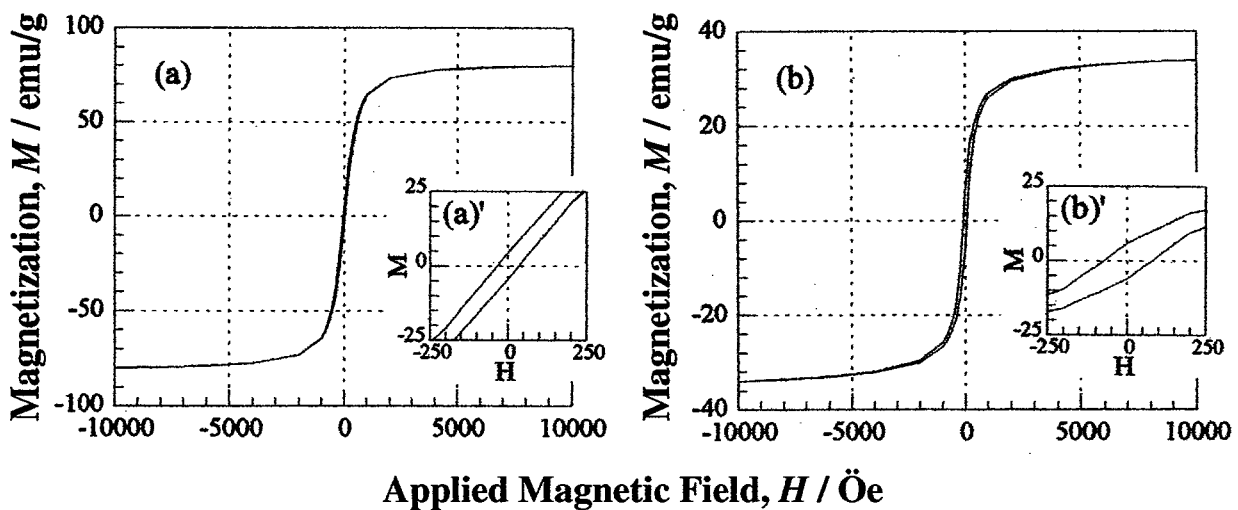 Magnetization, M / emu/g
100
50
0
-50
-100
-10000 -5000 0 5000 10000
(a)
(a)'
25
0
-25
M
-250 0 250
H
Magnetization, M / emu/g
40
20
0
-20
-40
-10000 -5000 0 5000 10000
(b)
(b)'
25
0
-25
M
-250 0 250
H
Applied Magnetic Field, H / Öe